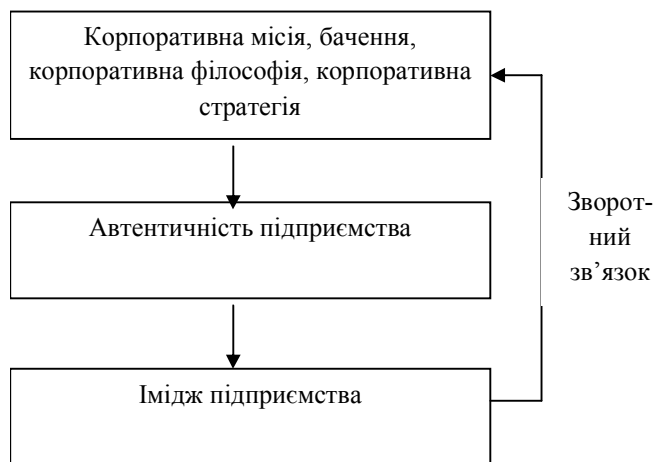 Корпоративна місія, бачення,
корпоративна філософія, корпоративна
стратегія
Автентичність підприємства
Зворот-
ний
зв’язок
Імідж підприємства